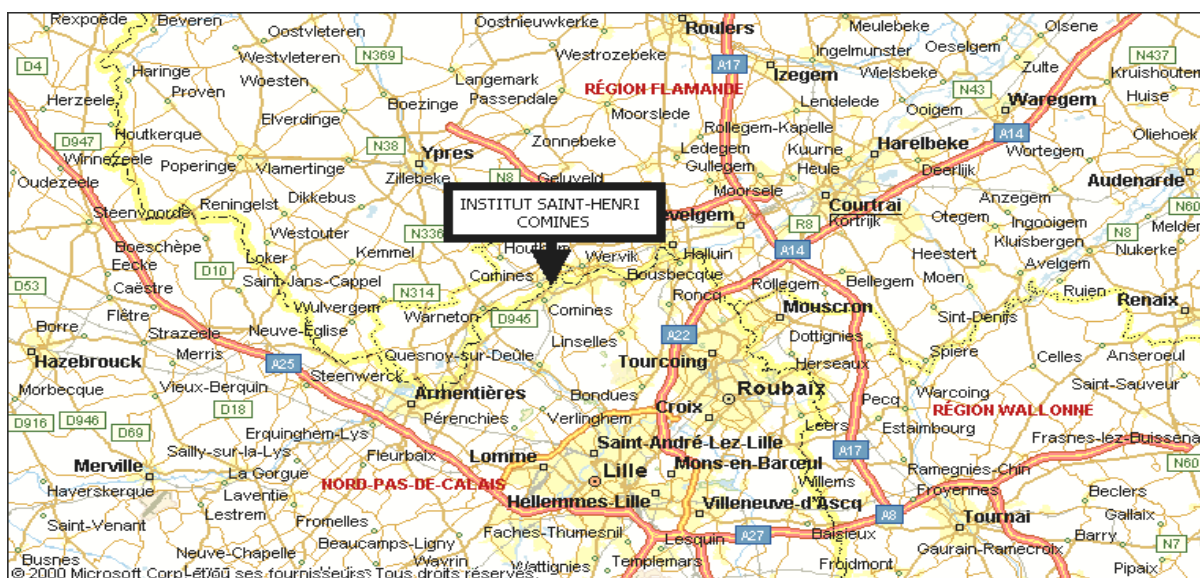 Rexpoëde
Beveren
Oostvleteren
Oostnieuwkerke
Roulers
Meulebeke
Olsene
D4
Westvleteren
N369
Westrozebeke
A17
Ingelmunster
Oeselgem
Zulte
N437
Haringe
Woesten
Langemark
Izegem
Wielsbeke
Kruishoutem
Proven
Passendale
RÉGION FLAMANDE
N43
Huise
Herzeele
Boezinge
Moorslede
Lendelede
Ooigem
Waregem
Elverdinge
Houtkerque
Zonnebeke
Rollegem-Kapelle
A14
Oliehoek
D947
N38
Ypres
Ledegem
Kuurne
Harelbeke
Wortegem
Winnezeele
Poperinge
Vlamertinge
Gullegem
Heule
Deerlijk
Oudezeele
Zillebeke
N8
Geluveld
Moorsele
Audenarde
Reningelst
Dikkebus
INSTITUT SAINT-HENRI
COMINES
Courtrai
Anzegem
N60
Steenvoorde
Westouter
N336
evelgem
R8
Kortrijk
Otegem
Ingooigem
Melden
Boeschèpe
Kemmel
Wervik
Halluin
A14
Kluisbergen
N8
Nukerke
Eecke
D10
Loker
Comines
Bousbecque
Rollegem
Bellegem
Heestert
Avelgem
D53
Caëstre
Saint-Jans-Cappel
N314
Roncq
Moen
Ruien
Renaix
Flêtre
Wulvergem
Warneton
D945
Comines
Mouscron
Sint-Denijs
Borre
Strazeele
Neuve-Église
Linselles
A22
Dottignies
Hazebrouck
Merris
A25
Quesnoy-sur-Deûle
Tourcoing
Herseaux
Spiere
Celles
Anseroeul
Morbecque
Vieux-Berquin
Steenwerck
Armentières
Bondues
Roubaix
Warcoing
Saint-Sauveur
D916
D946
D18
Pérenchies
Verlinghem
Croix
Pecq
RÉGION WALLONNE
D69
Erquinghem-Lys
Leers
Estaimbourg
Sailly-sur-la-Lys
Fleurbaix
Saint-André-Lez-Lille
A17
Frasnes-lez-Buissenal
Merville
La Gorgue
Lomme
Lille
Mons-en-Barœul
Ramegnies-Chin
N60
Haverskerque
Laventie
NORD-PAS-DE-CALAIS
Hellemmes-Lille
Willems
Froyennes
Beclers
Lestrem
Villeneuve-d'Ascq
A8
Tournai
Gallaix
Saint-Venant
Fromelles
Faches-Thumesnil
A27
Baisieux
Barry
N7
Beaucamps-Ligny
Lesquin
Gaurain-Ramecroix
Busnes
Neuve-Chapelle
Wavrin
Wattignies
Templemars
Froidmont
Pipaix
© 2000 Microsoft Corp. et/ou ses fournisseurs. Tous droits réservés.